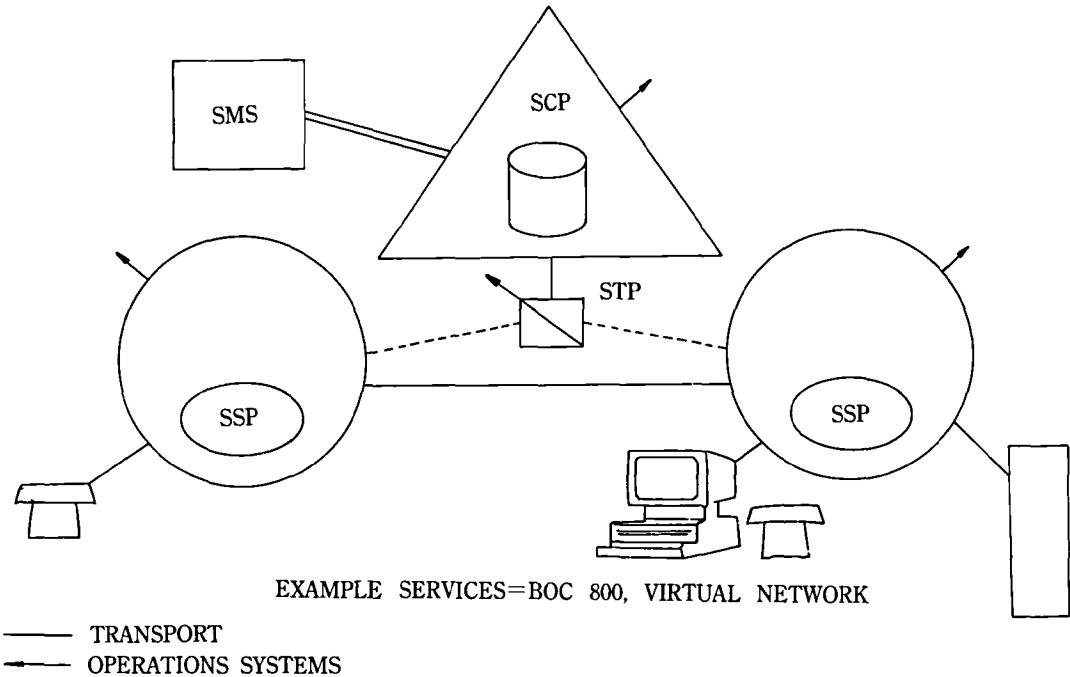 SCP
SMS
STP
SSP
SSP
EXAMPLE SERVICES=BOC 800, VIRTUAL NETWORK
TRANSPORT
OPERATIONS SYSTEMS